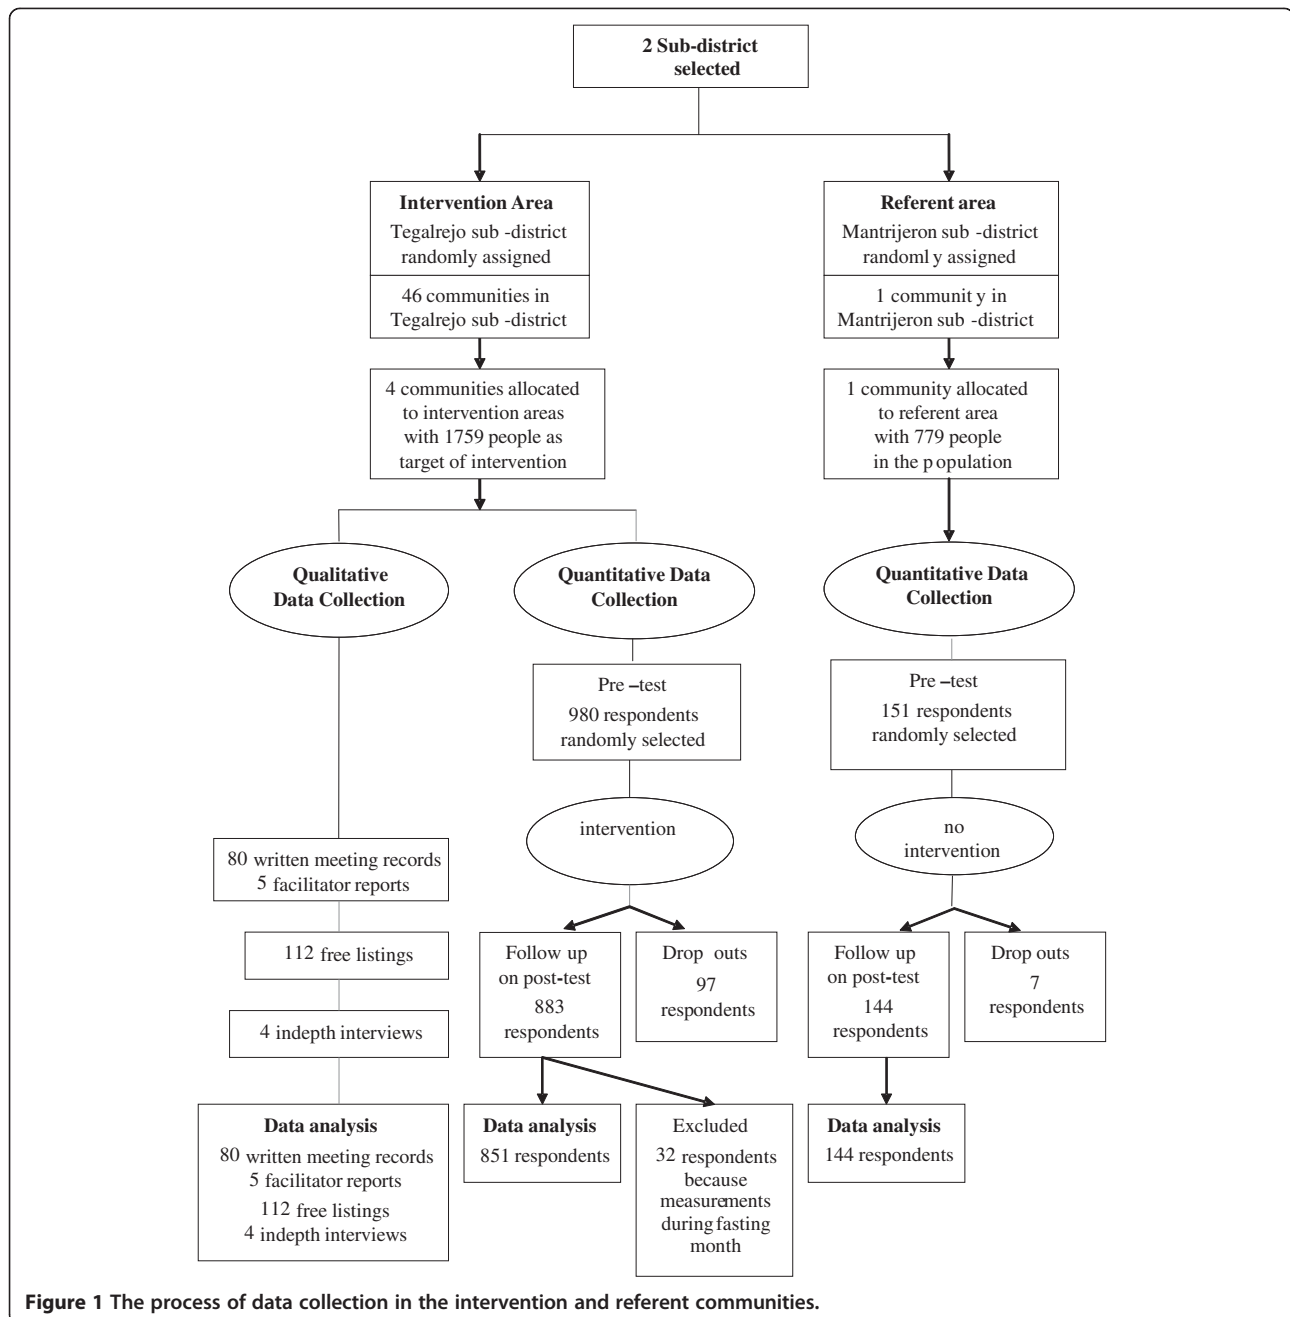 2 Sub-district
selected
Intervention Area
Tegalrejo sub -district
randomly assigned
46 communities in
Tegalrejo sub -district
4 communities allocated
to intervention areas
with 1759 people as
target of intervention
Referent area
Mantrijeron sub -district
randoml y assigned
1 communit y in
Mantrijeron sub -district
1 community allocated
to referent area
with 779 people
in the p opulation
Qualitative
Data Collection
80 written meeting records
5 facilitator reports
112 free listings
4 indepth interviews
Data analysis
80 written meeting records
5 facilitator reports
112 free listings
4 indepth interviews
Quantitative Data
Collection
Pre –test
980 respondents
randomly selected
intervention
Follow up
on post-test
883
respondents
Drop outs
97
respondents
Data analysis
851 respondents
Excluded
32 respondents
because
measurements
during fasting
month
Quantitative Data
Collection
Pre –test
151 respondents
randomly selected
no
intervention
Follow up
on post-test
144
respondents
Drop outs
7
respondents
Data analysis
144 respondents
Figure 1 The process of data collection in the intervention and referent communities.